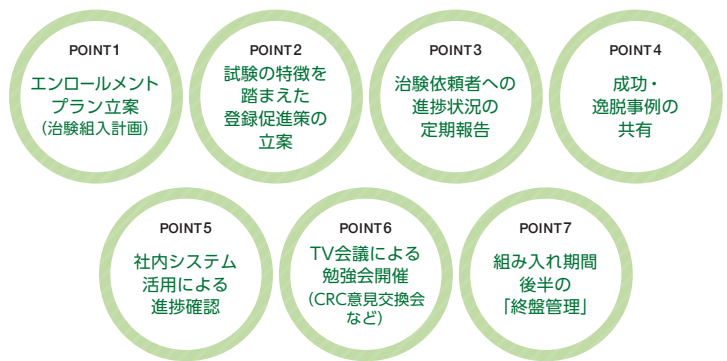 POINT1
エンロールメント
プラン立案
(治験組入計画)
POINT2
試験の特徴を
踏まえた
登録促進策の
立案
POINT3
治験依頼者への
進捗状況の
定期報告
POINT4
成功・
逸脱事例の
共有
POINT5
社内システム
活用による
進捗確認
POINT6
TV会議による
勉強会開催
(CRC意見交換会
など)
POINT7
組み入れ期間
後半の
「終盤管理」